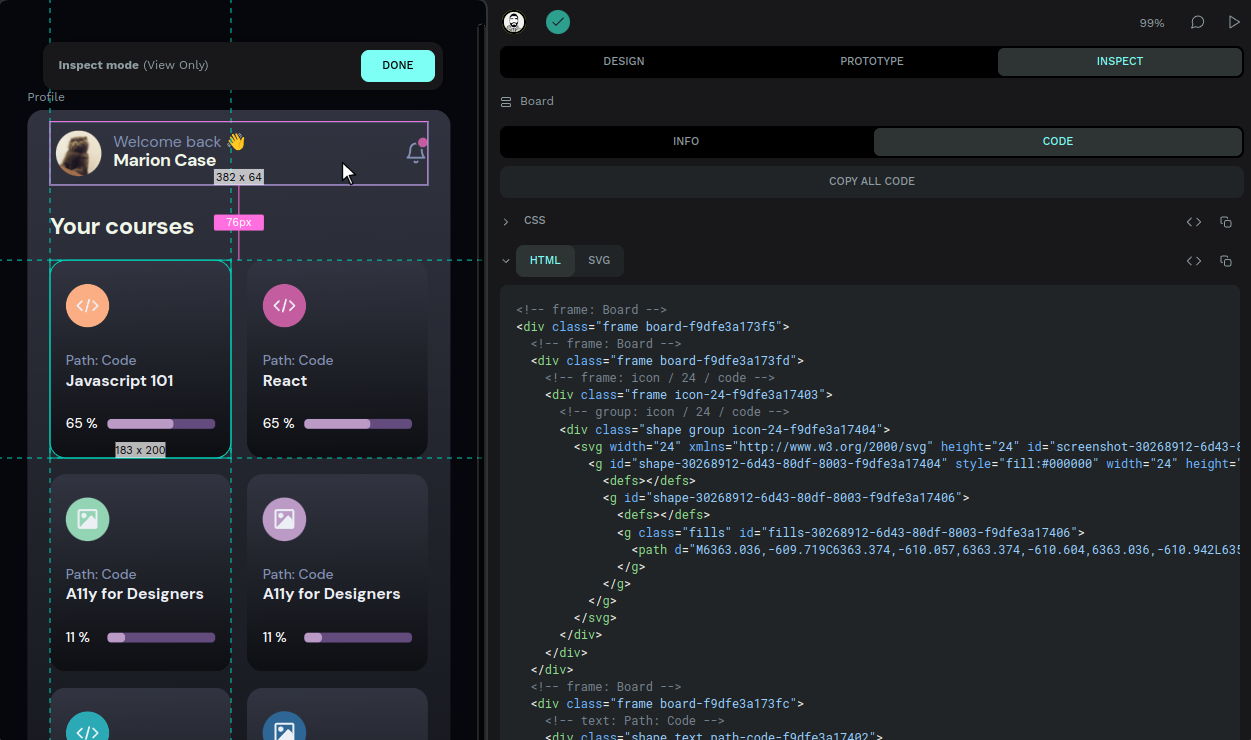 Inspect mode (View Only)
DONE
Profile
Welcome back 👋
Marion Case
382 x 64
Your courses
76px
Path: Code
Javascript 101
65 %
183 x 200
Path: Code
React
65 %
Path: Code
A11y for Designers
11 %
Path: Code
A11y for Designers
11 %
99%
DESIGN
PROTOTYPE
INSPECT
Board
INFO
CODE
COPY ALL CODE
CSS
HTML
SVG
<!-- frame: Board -->
<div class="frame board-f9dfe3a173f5">
<!-- frame: Board -->
<div class="frame board-f9dfe3a173fd">
<!-- frame: icon / 24 / code -->
<div class="frame icon-24-f9dfe3a17403">
<!-- group: icon / 24 / code -->
<div class="shape group icon-24-f9dfe3a17404">
<svg width="24" xmlns="http://www.w3.org/2000/svg" height="24" id="screenshot-30268912-6d43-8
<g id="shape-30268912-6d43-80df-8003-f9dfe3a17404" style="fill:#000000" width="24" height="
<defs></defs>
<g id="shape-30268912-6d43-80df-8003-f9dfe3a17406">
<defs></defs>
<g class="fills" id="fills-30268912-6d43-80df-8003-f9dfe3a17406">
<path d="M6363.036,-609.719C6363.374,-610.057,6363.374,-610.604,6363.036,-610.942L635
</g>
</g>
</g>
</svg>
</div>
</div>
</div>
<!-- frame: Board -->
<div class="frame board-f9dfe3a173fc">
<!-- text: Path: Code -->
<div class="shape text path-code-f9dfe3a17402">